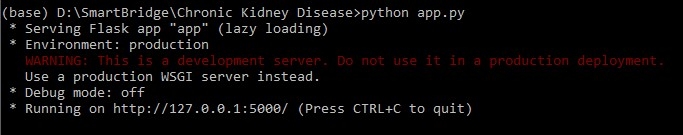 (base) D:\SmartBridge\Chronic Kidney Disease>python app.py
* Serving Flask app "app" (lazy loading)
* Environment: production
WARNING: This is a development server. Do not use it in a production deployment.
Use a production WSGI server instead.
* Debug mode: off
* Running on http://127.0.0.1:5000/ (Press CTRL+C to quit)